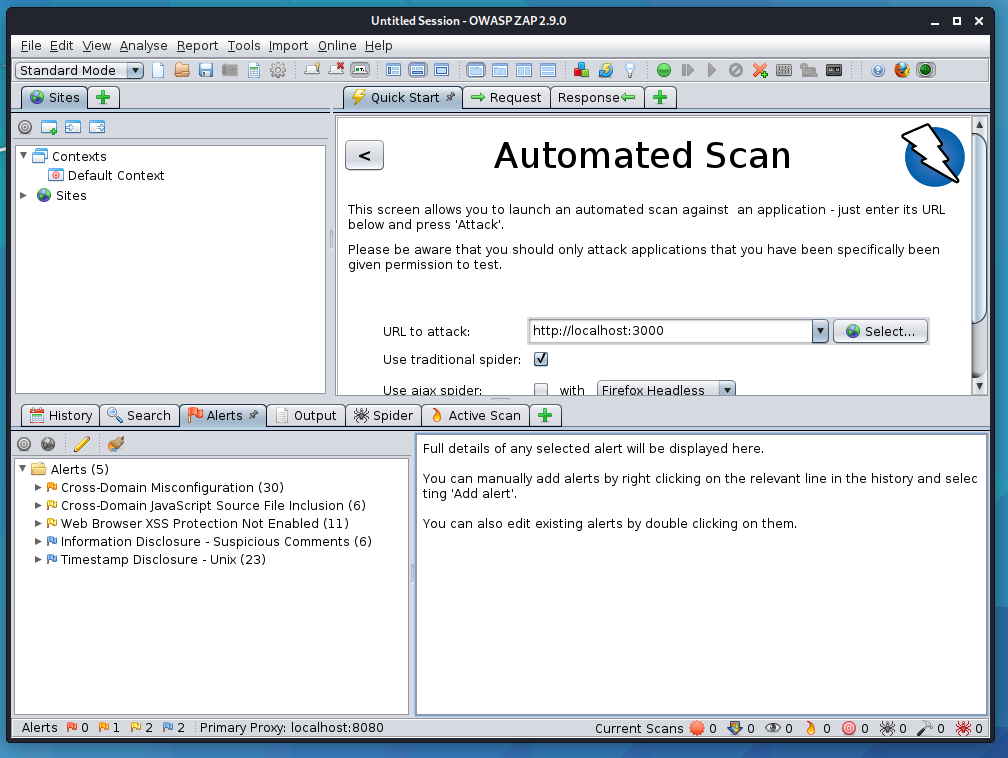 Untitled Session - OWASP ZAP 2.9.0
File Edit View Analyse Report Tools Import Online Help
Standard Mode
Sites
Quick Start
Request
Response
Contexts
Default Context
Sites
<
Automated Scan
This screen allows you to launch an automated scan against an application - just enter its URL
below and press 'Attack'.
Please be aware that you should only attack applications that you have been specifically been
given permission to test.
URL to attack: http://localhost:3000 Select...
Use traditional spider:
Use ajax spider: with Firefox Headless
History Search Alerts Output Spider Active Scan
Alerts (5)
Cross-Domain Misconfiguration (30)
Cross-Domain JavaScript Source File Inclusion (6)
Web Browser XSS Protection Not Enabled (11)
Information Disclosure - Suspicious Comments (6)
Timestamp Disclosure - Unix (23)
Full details of any selected alert will be displayed here.
You can manually add alerts by right clicking on the relevant line in the history and selec
ting 'Add alert'.
You can also edit existing alerts by double clicking on them.
Alerts 0 1 2 2 Primary Proxy: localhost:8080 Current Scans 0 0 0 0 0 0 0 0